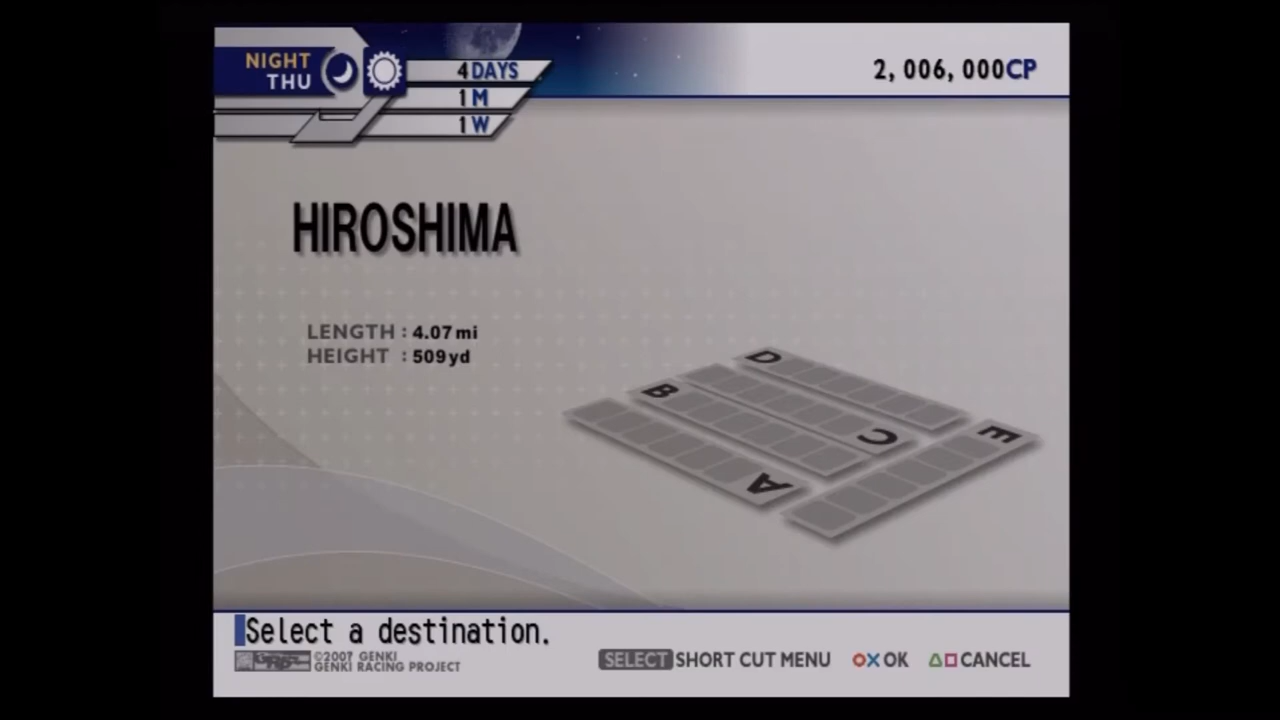 NIGHT
THU
4 DAYS
1 M
1 W
2,006,000CP
HIROSHIMA
LENGTH : 4.07 mi
HEIGHT : 509 yd
D
B
C
E
A
Select a destination.
©2007 GENKI
GENKI RACING PROJECT
SELECT SHORT CUT MENU
OK
CANCEL